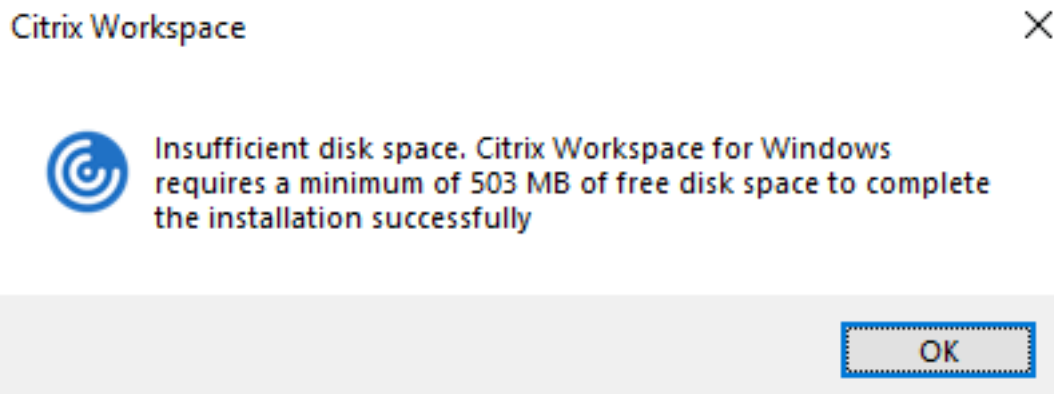 Citrix Workspace
Insufficient disk space. Citrix Workspace for Windows
requires a minimum of 503 MB of free disk space to complete
the installation successfully
OK